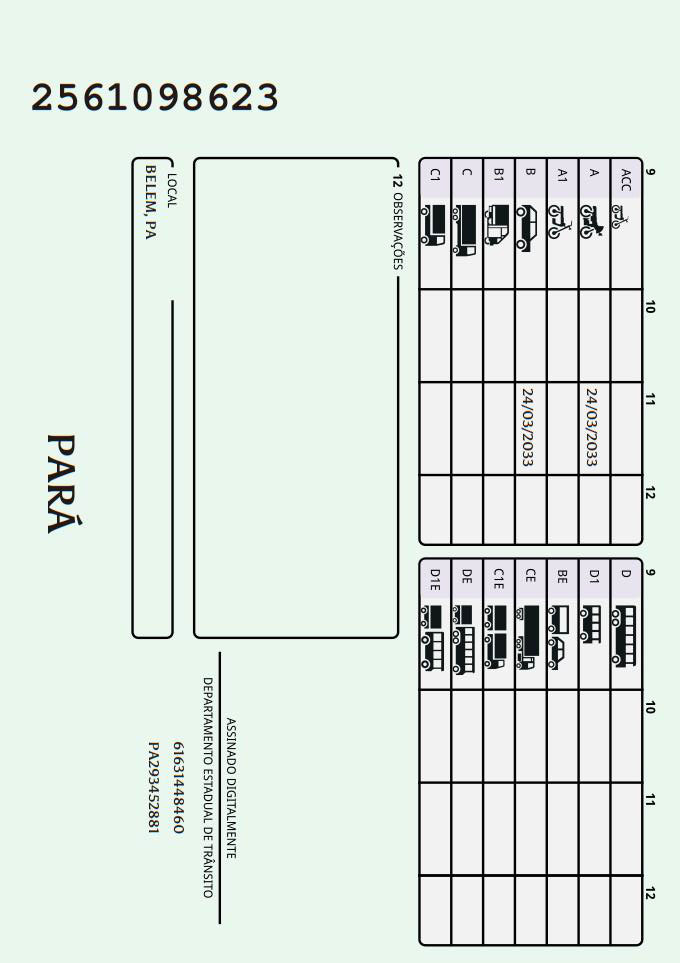 2561098623
9 10 11 12
ACC
A 24/03/2033
A1
B 24/03/2033
B1
C
C1
9 10 11 12
D
D1
BE
CE
C1E
DE
D1E
12 OBSERVAÇÕES
LOCAL
BELEM, PA
ASSINADO DIGITALMENTE
DEPARTAMENTO ESTADUAL DE TRÂNSITO
61631448460
PA293452881
PARÁ